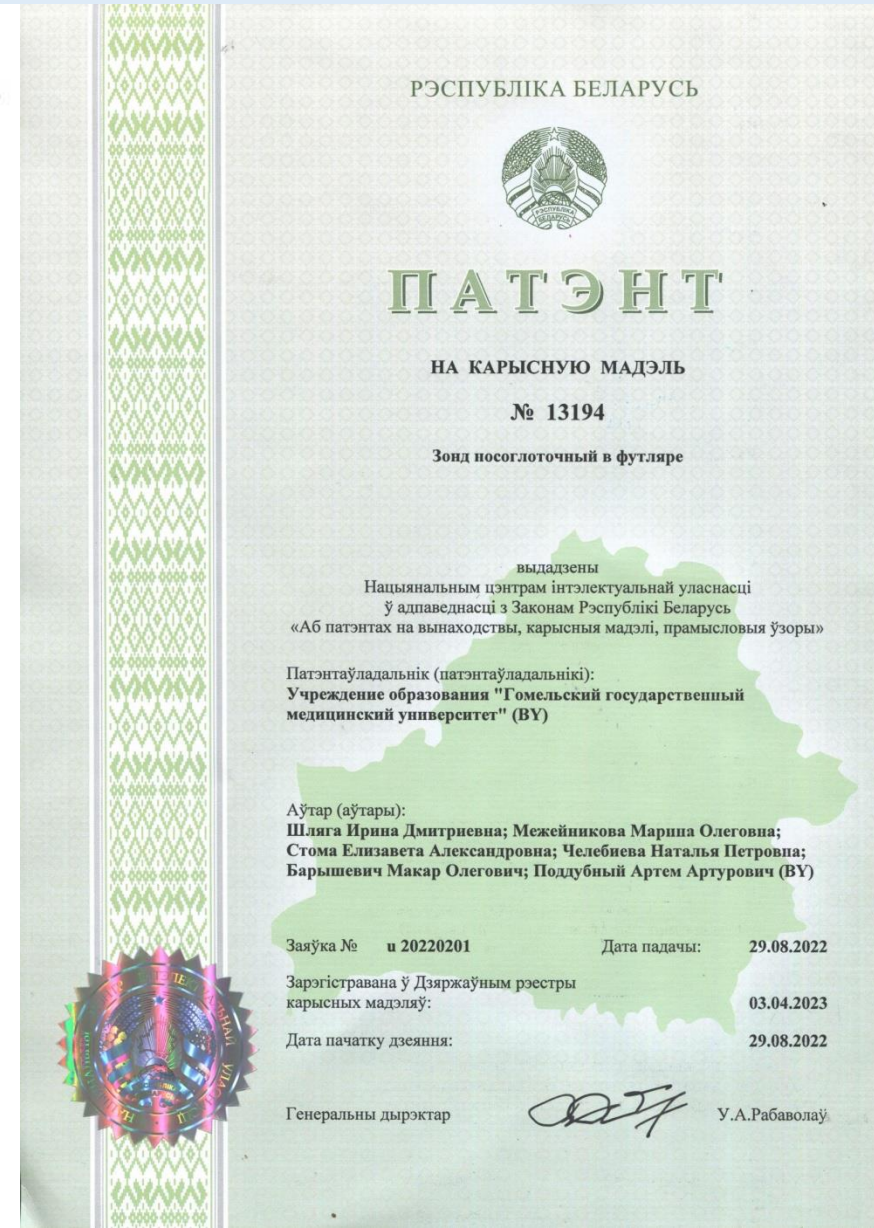 РЭСПУБЛІКА БЕЛАРУСЬ
РЭСПУБЛІКА
БЕЛАРУСЬ
ПАТЭНТ
НА КАРЫСНУЮ МАДЭЛЬ
№ 13194
Зонд носоглоточный в футляре
выдадзены
Нацыянальным цэнтрам інтэлектуальнай уласнасці
ў адпаведнасці з Законам Рэспублікі Беларусь
«Аб патэнтах на вынаходствы, карысныя мадэлі, прамысловыя ўзоры»
Патэнтаўладальнік (патэнтаўладальнікі):
Учреждение образования "Гомельский государственный
медицинский университет" (BY)
Аўтар (аўтары):
Шляга Ирина Дмитриевна; Межейникова Марина Олеговна;
Стома Елизавета Александровна; Челебиева Наталья Петровна;
Барышевич Макар Олегович; Поддубный Артем Артурович (BY)
Заяўка № u 20220201 Дата падачы: 29.08.2022
Зарэгістравана ў Дзяржаўным рэестры
карысных мадэляў: 03.04.2023
Дата пачатку дзеяння: 29.08.2022
Генеральны дырэктар У.А.Рабаволаў